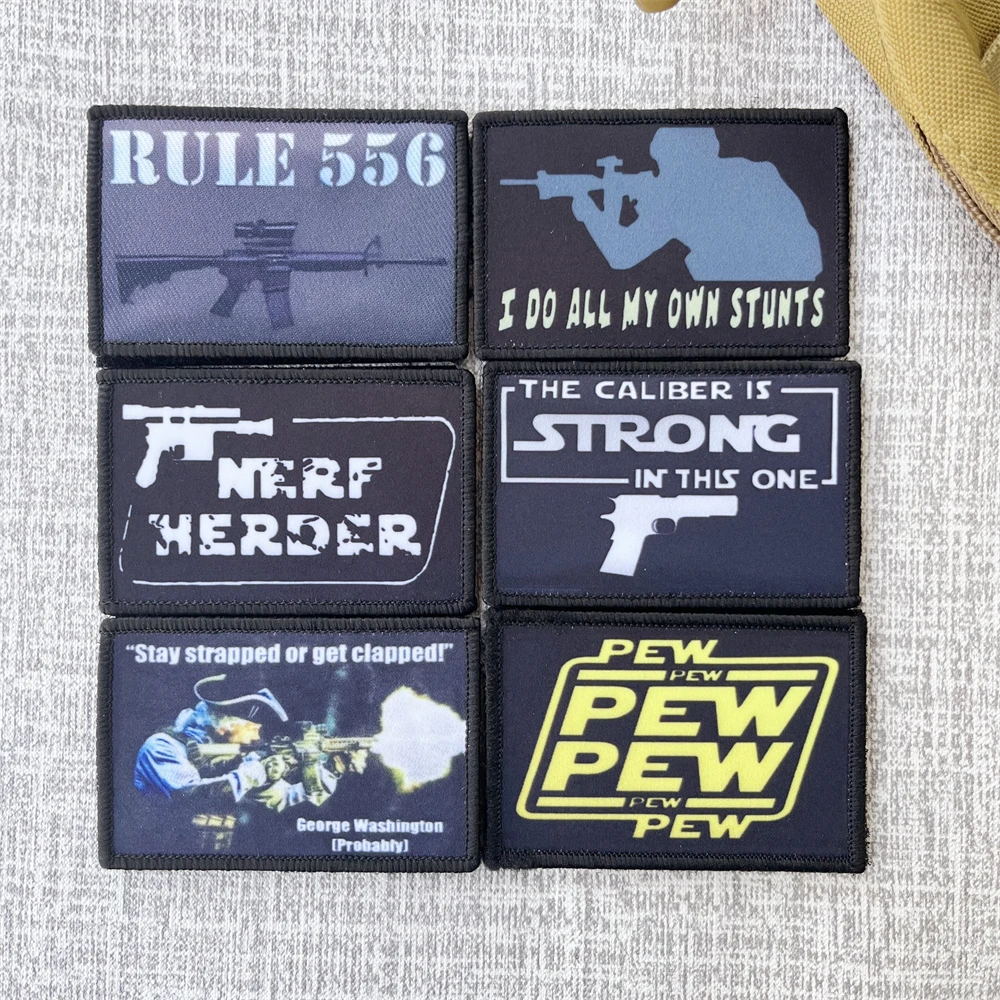 RULE 556
I DO ALL MY OWN STUNTS
NERF
HERDER
THE CALIBER IS
STRONG
IN THIS ONE
“Stay strapped or get clapped!”
George Washington
(Probably)
PEW
PEW
PEW
PEW
PEW
PEW